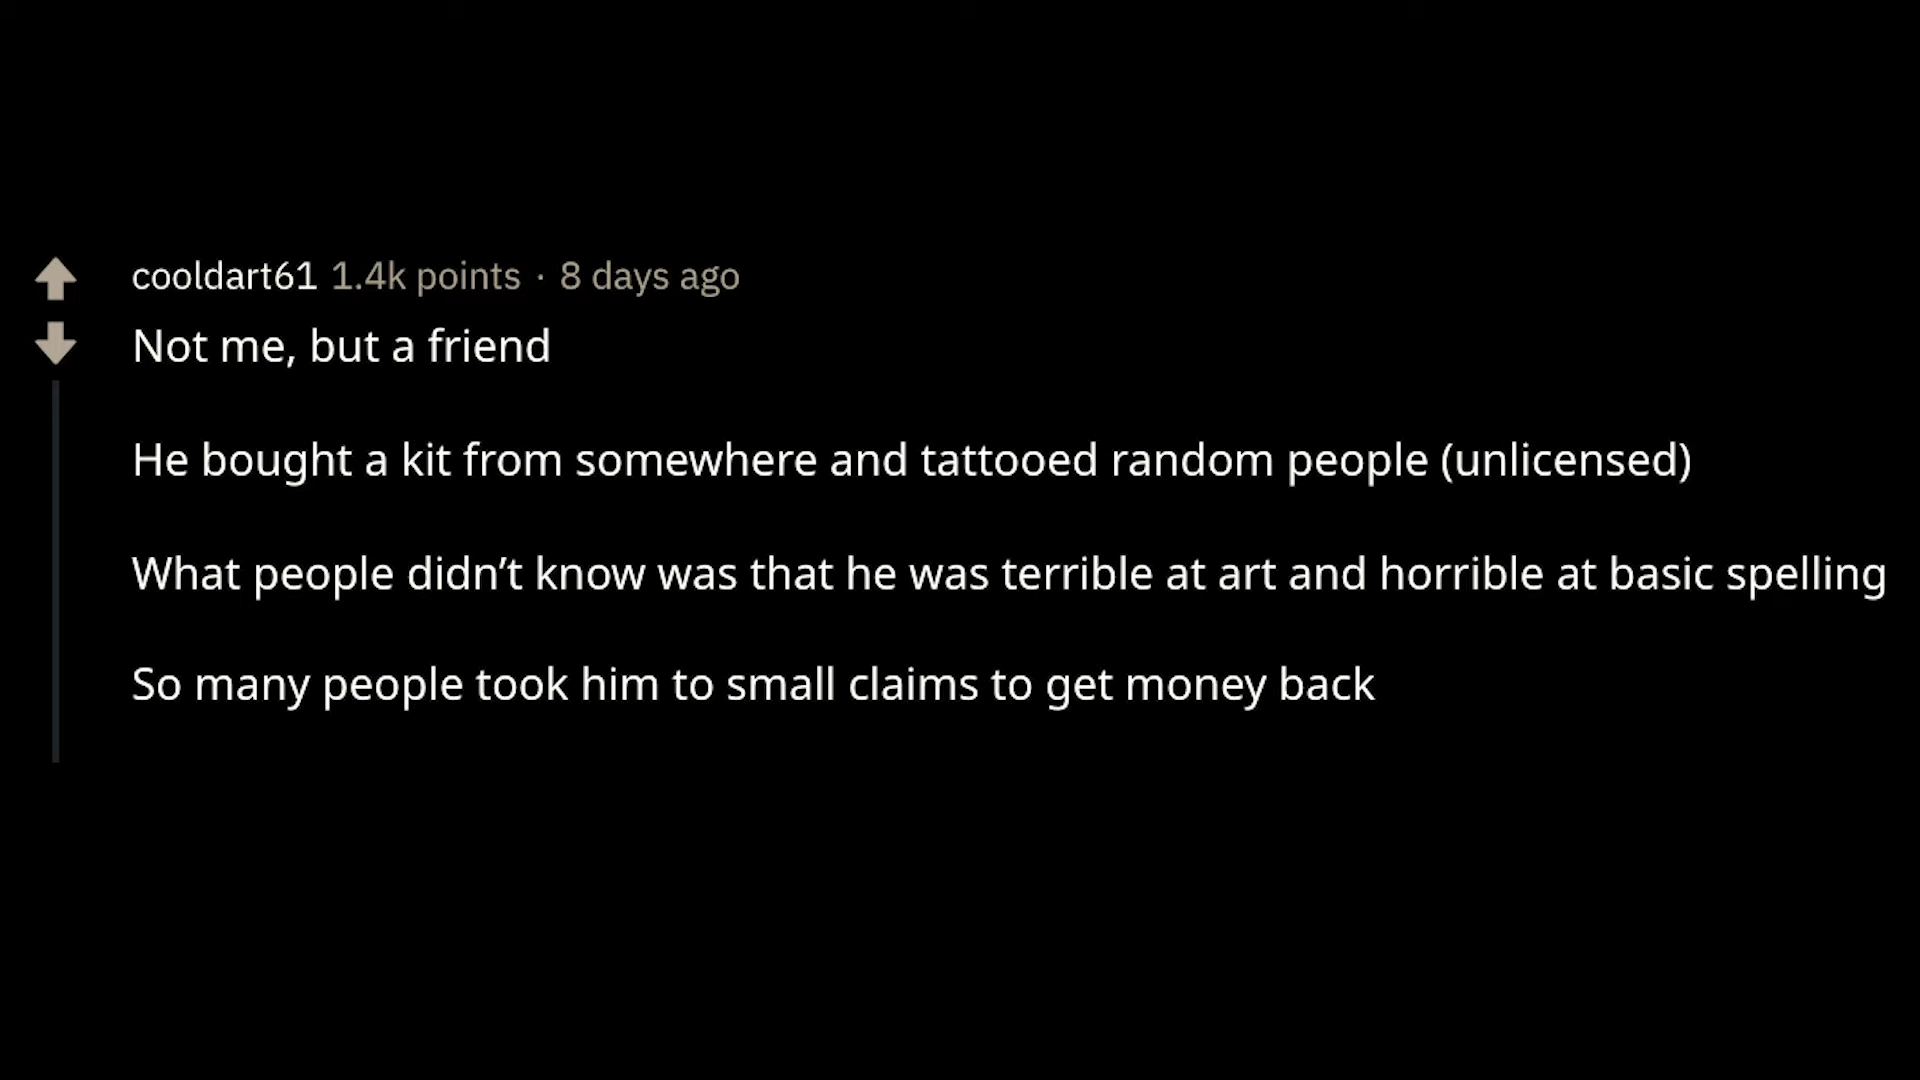 cooldart61 1.4k points · 8 days ago
Not me, but a friend
He bought a kit from somewhere and tattooed random people (unlicensed)
What people didn’t know was that he was terrible at art and horrible at basic spelling
So many people took him to small claims to get money back